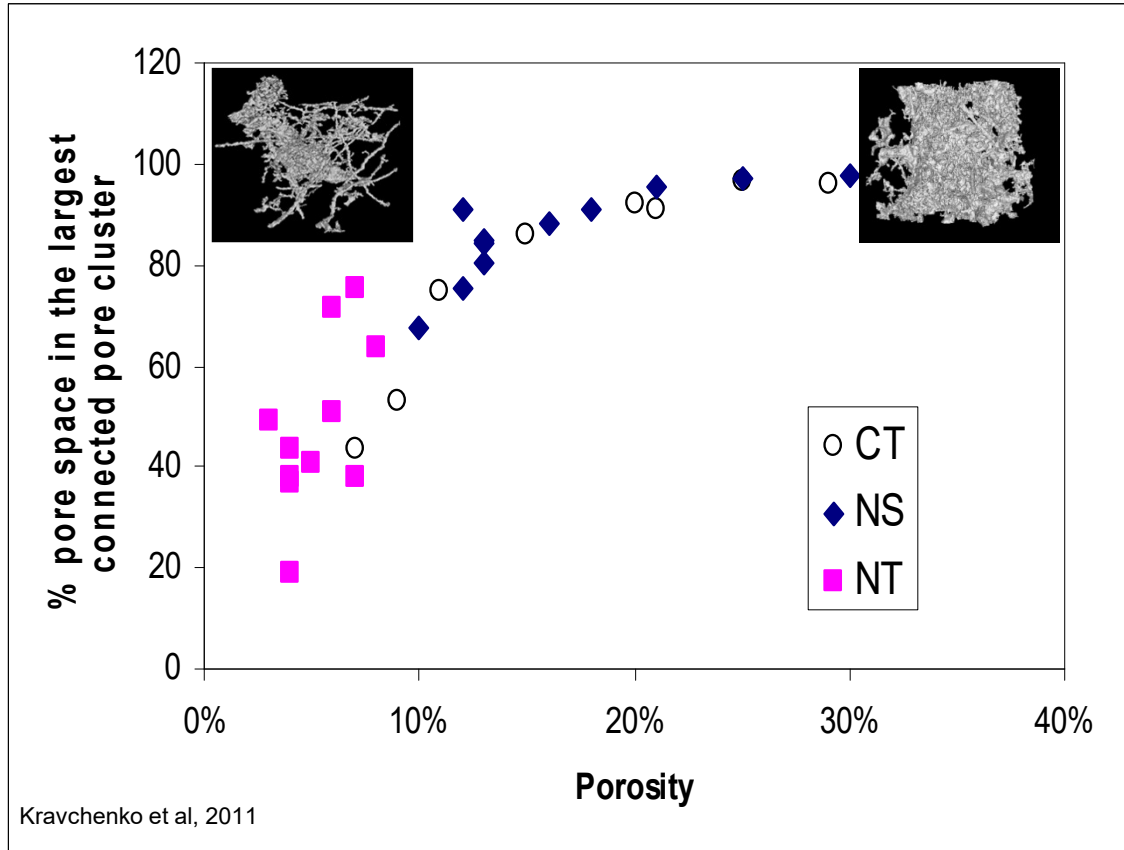 120
100
80
60
40
20
0
% pore space in the largest
connected pore cluster
CT
NS
NT
0% 10% 20% 30% 40%
Porosity
Kravchenko et al, 2011